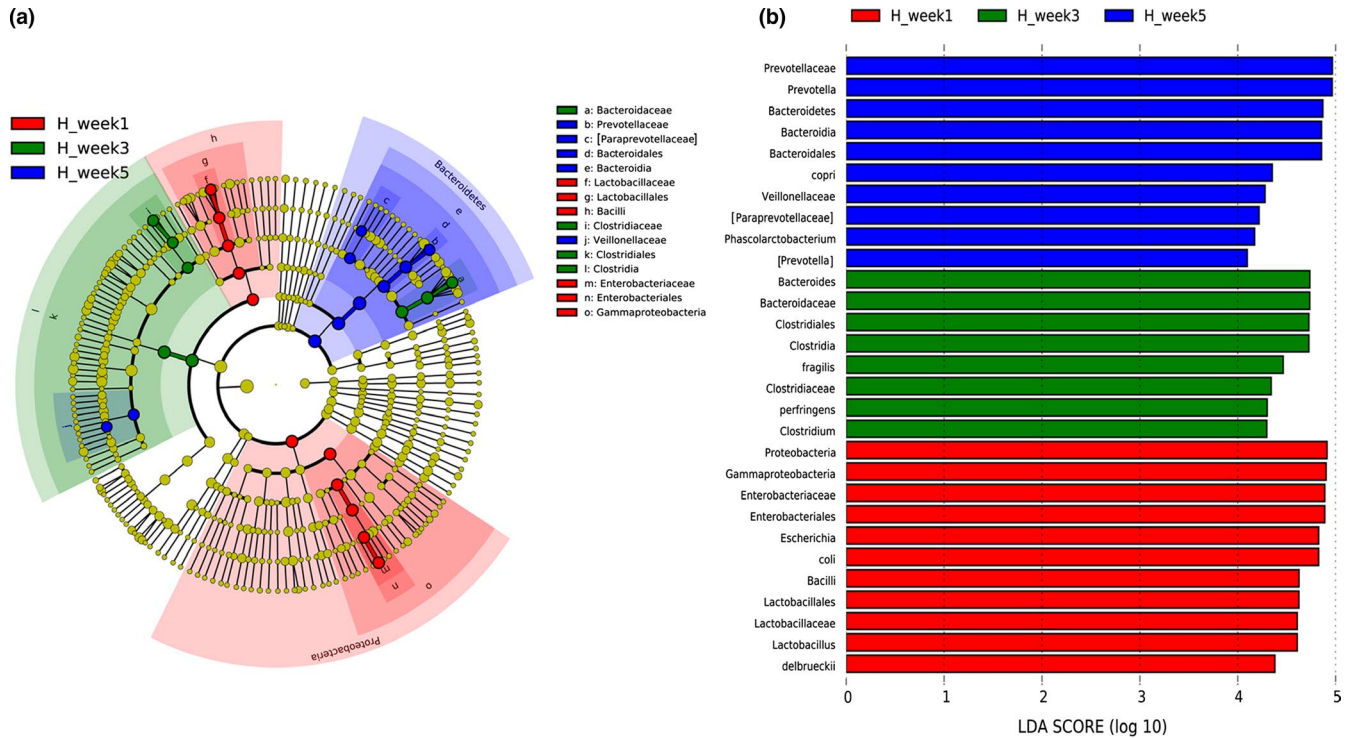 (a)
H_week1
H_week3
H_week5
a: Bacteroidaceae
b: Prevotellaceae
c: [Paraprevotellaceae]
d: Bacteroidales
e: Bacteroidia
f: Lactobacillaceae
g: Lactobacillales
h: Bacilli
i: Clostridiaceae
j: Veillonellaceae
k: Clostridiales
l: Clostridia
m: Enterobacteriaceae
n: Enterobacteriales
o: Gammaproteobacteria
h
g
f
i
k
l
j
Bacteroidetes
c
e
d
b
a
m
n
o
Proteobacteria
(b)
H_week1 H_week3 H_week5
Prevotellaceae
Prevotella
Bacteroidetes
Bacteroidia
Bacteroidales
copri
Veillonellaceae
[Paraprevotellaceae]
Phascolarctobacterium
[Prevotella]
Bacteroides
Bacteroidaceae
Clostridiales
Clostridia
fragilis
Clostridiaceae
perfringens
Clostridium
Proteobacteria
Gammaproteobacteria
Enterobacteriaceae
Enterobacteriales
Escherichia
coli
Bacilli
Lactobacillales
Lactobacillaceae
Lactobacillus
delbrueckii
0 1 2 3 4 5
LDA SCORE (log 10)